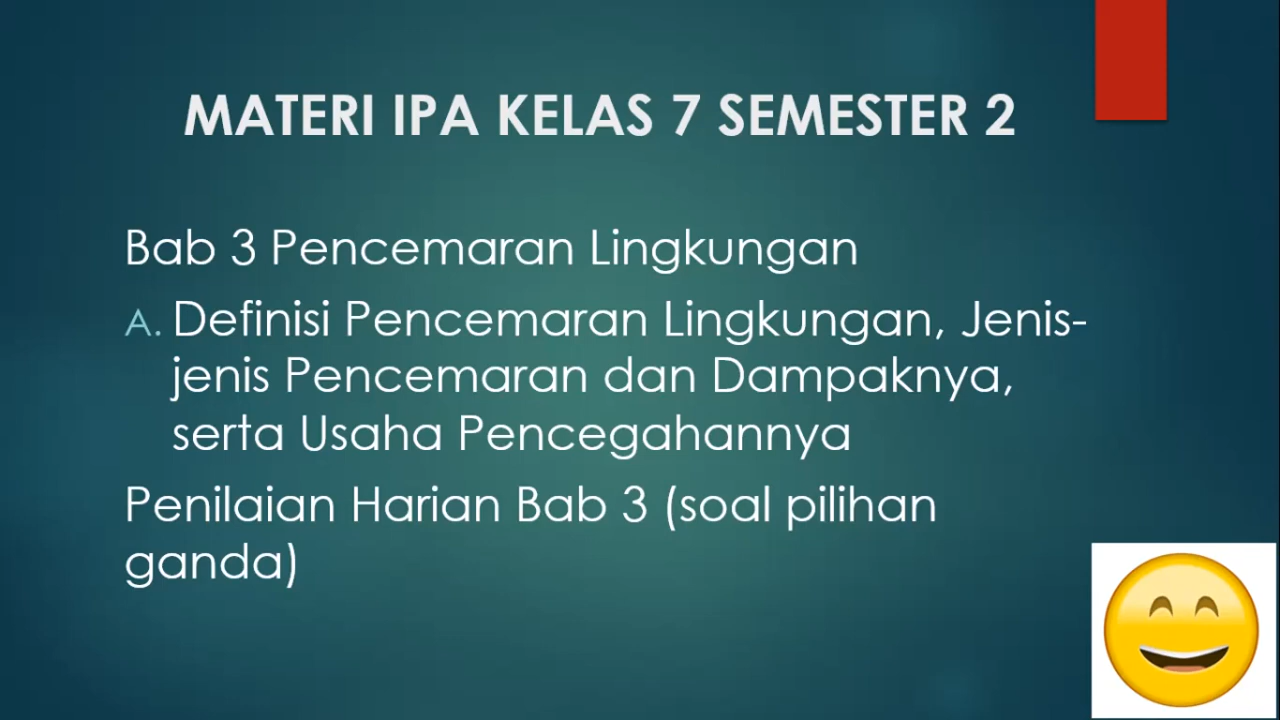 MATERI IPA KELAS 7 SEMESTER 2
Bab 3 Pencemaran Lingkungan
A. Definisi Pencemaran Lingkungan, Jenis-
jenis Pencemaran dan Dampaknya,
serta Usaha Pencegahannya
Penilaian Harian Bab 3 (soal pilihan
ganda)